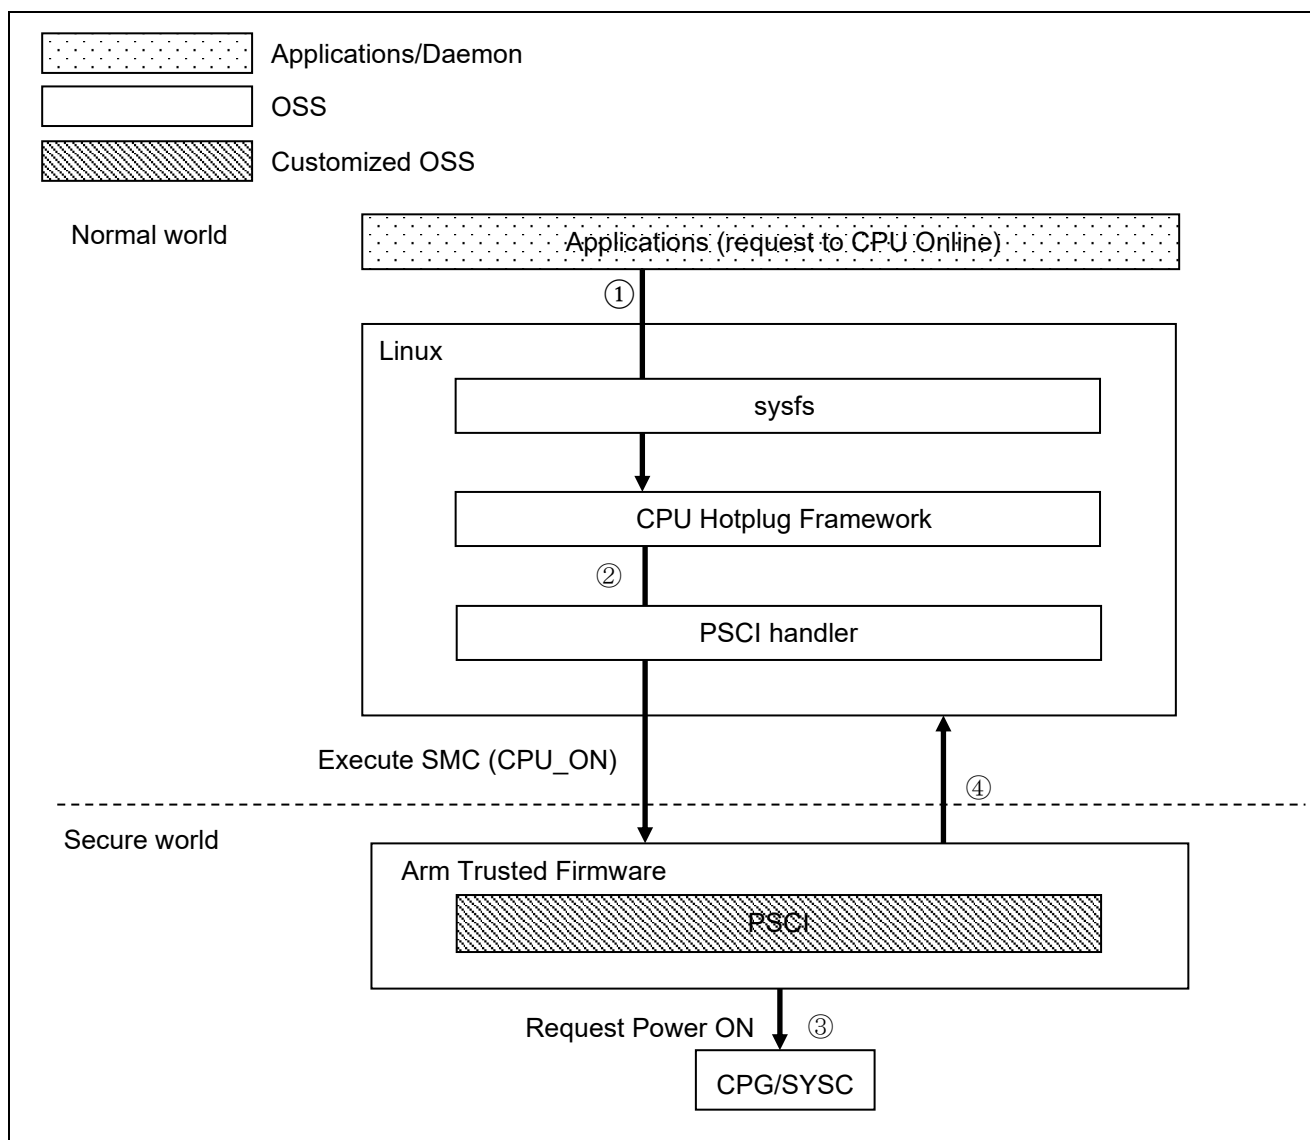 Applications/Daemon
OSS
Customized OSS
Normal world
Applications (request to CPU Online)
①
Linux
sysfs
CPU Hotplug Framework
②
PSCI handler
Execute SMC (CPU_ON)
④
Secure world
Arm Trusted Firmware
PSCI
Request Power ON
③
CPG/SYSC